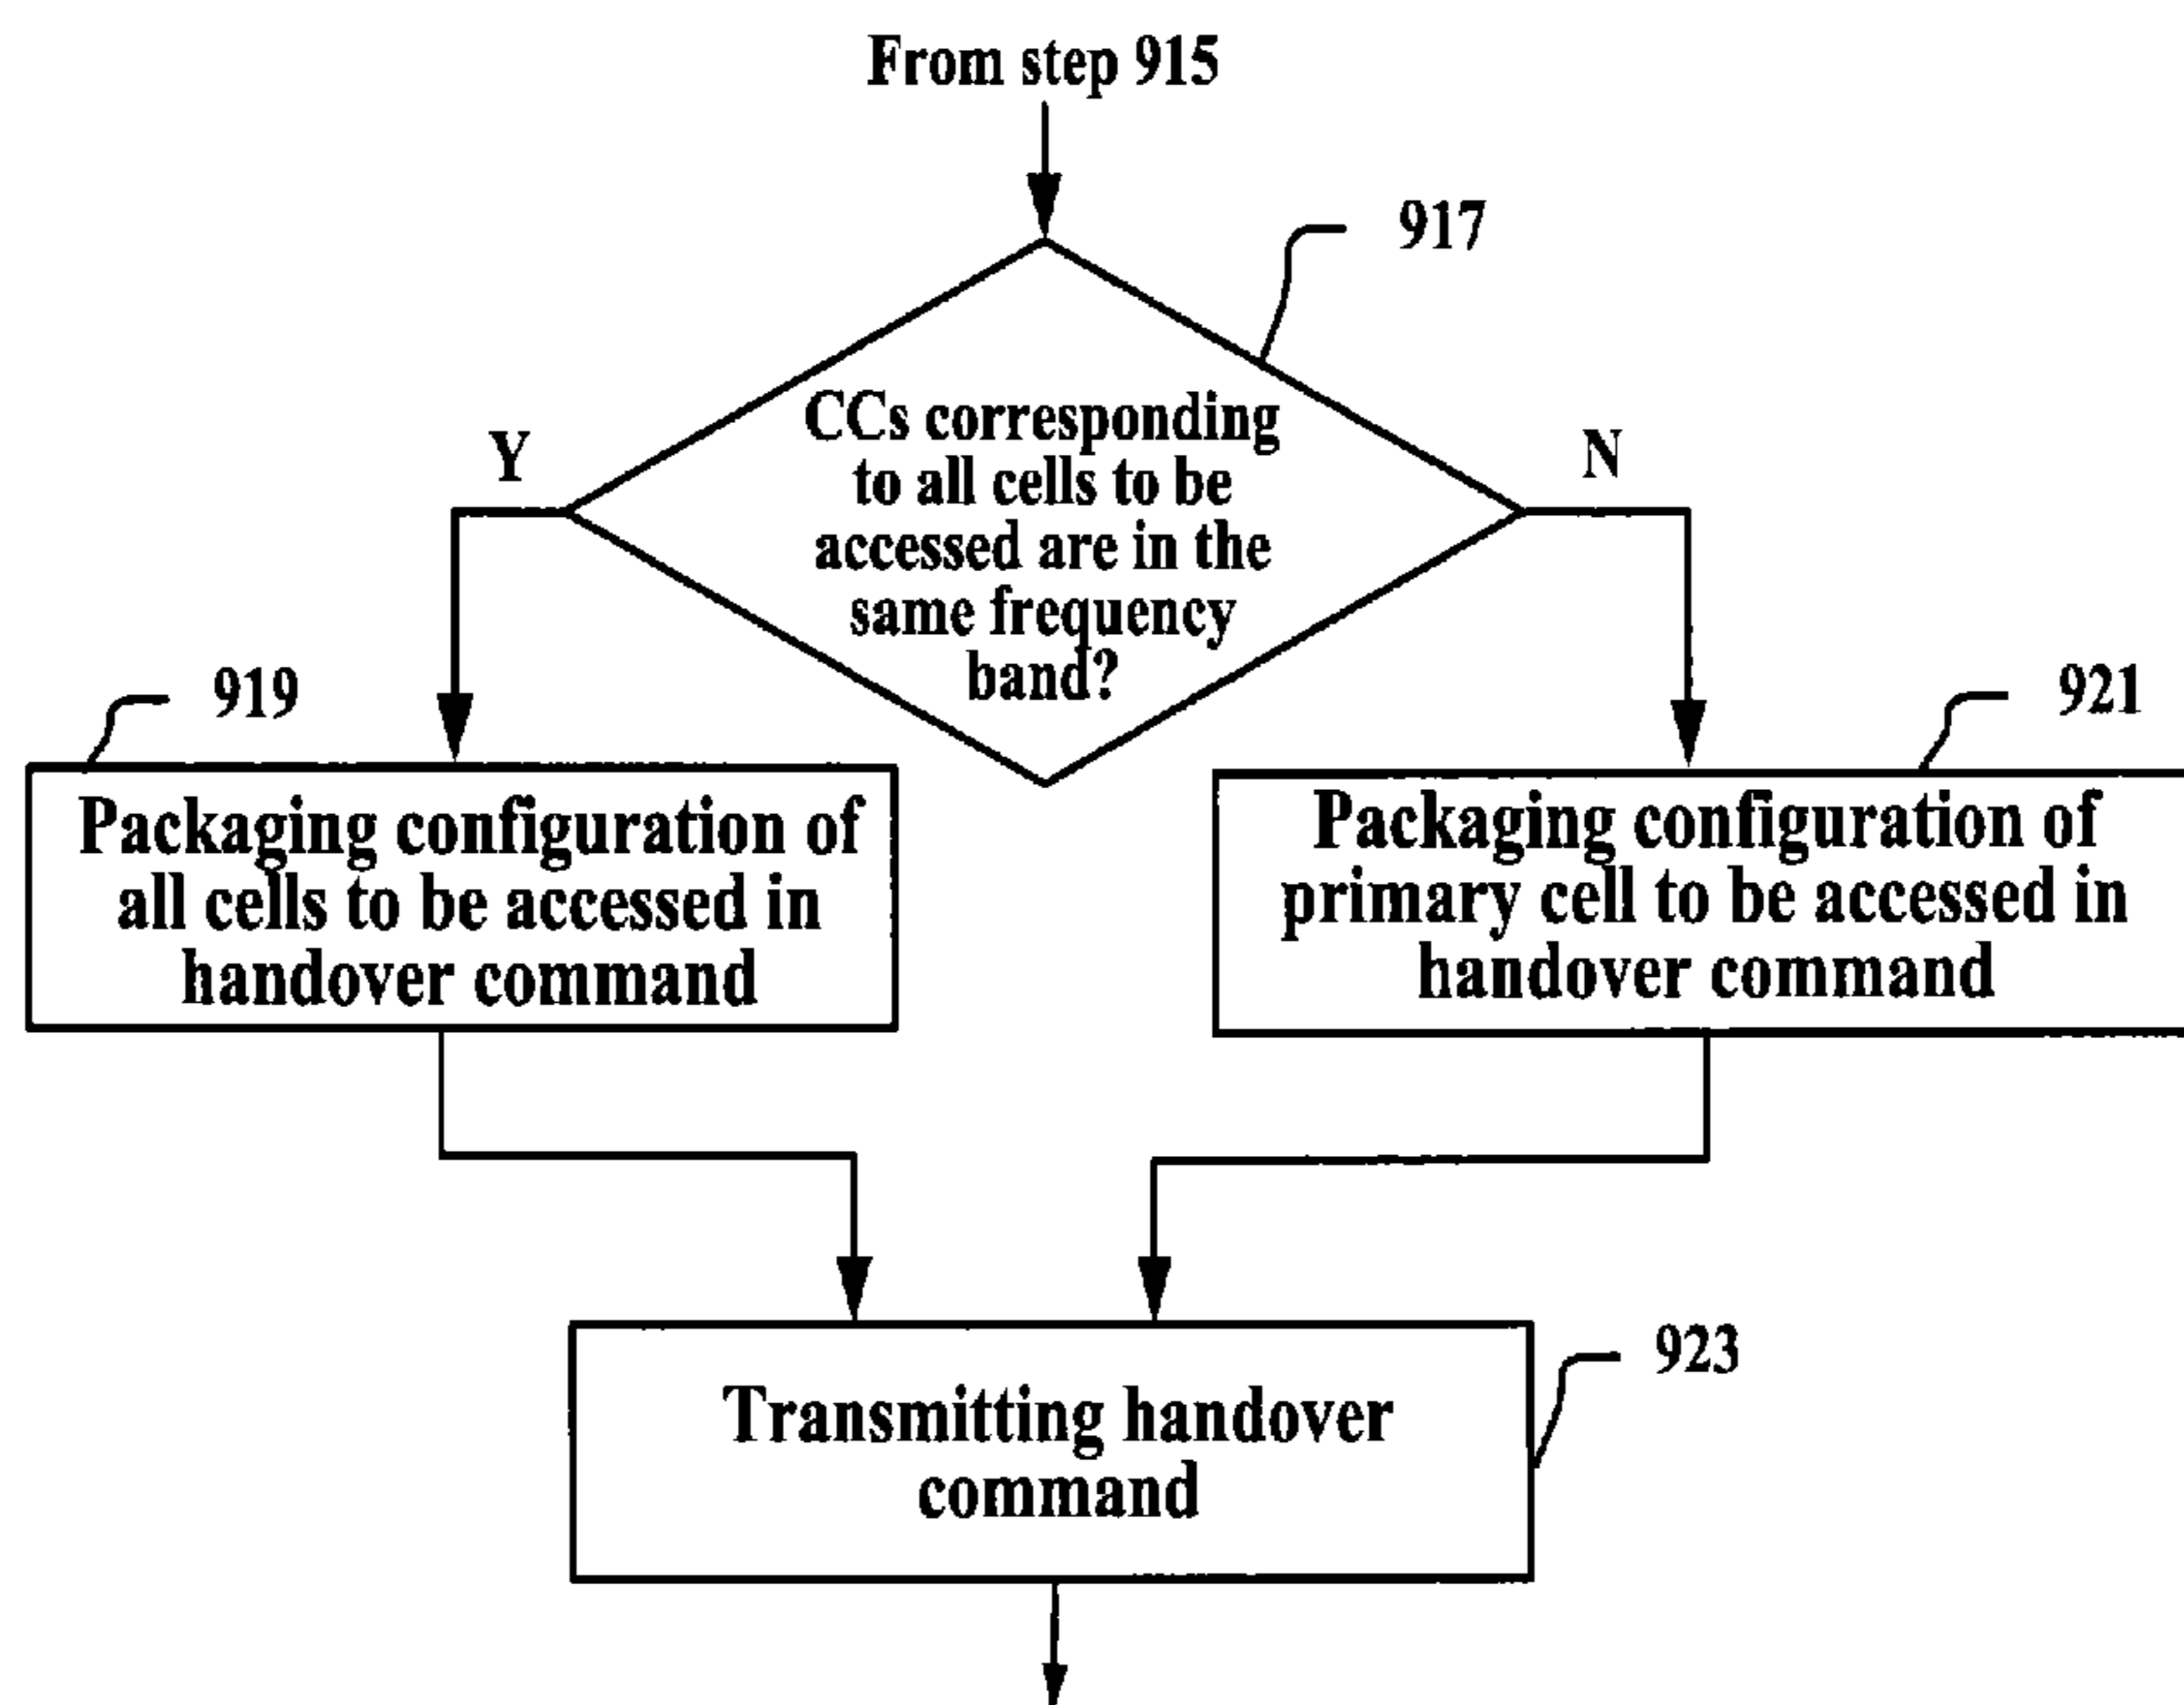 From step 915
917
CCs corresponding
to all cells to be
accessed are in the
same frequency
band?
Y
N
919
921
Packaging configuration of
all cells to be accessed in
handover command
Packaging configuration of
primary cell to be accessed in
handover command
923
Transmitting handover
command